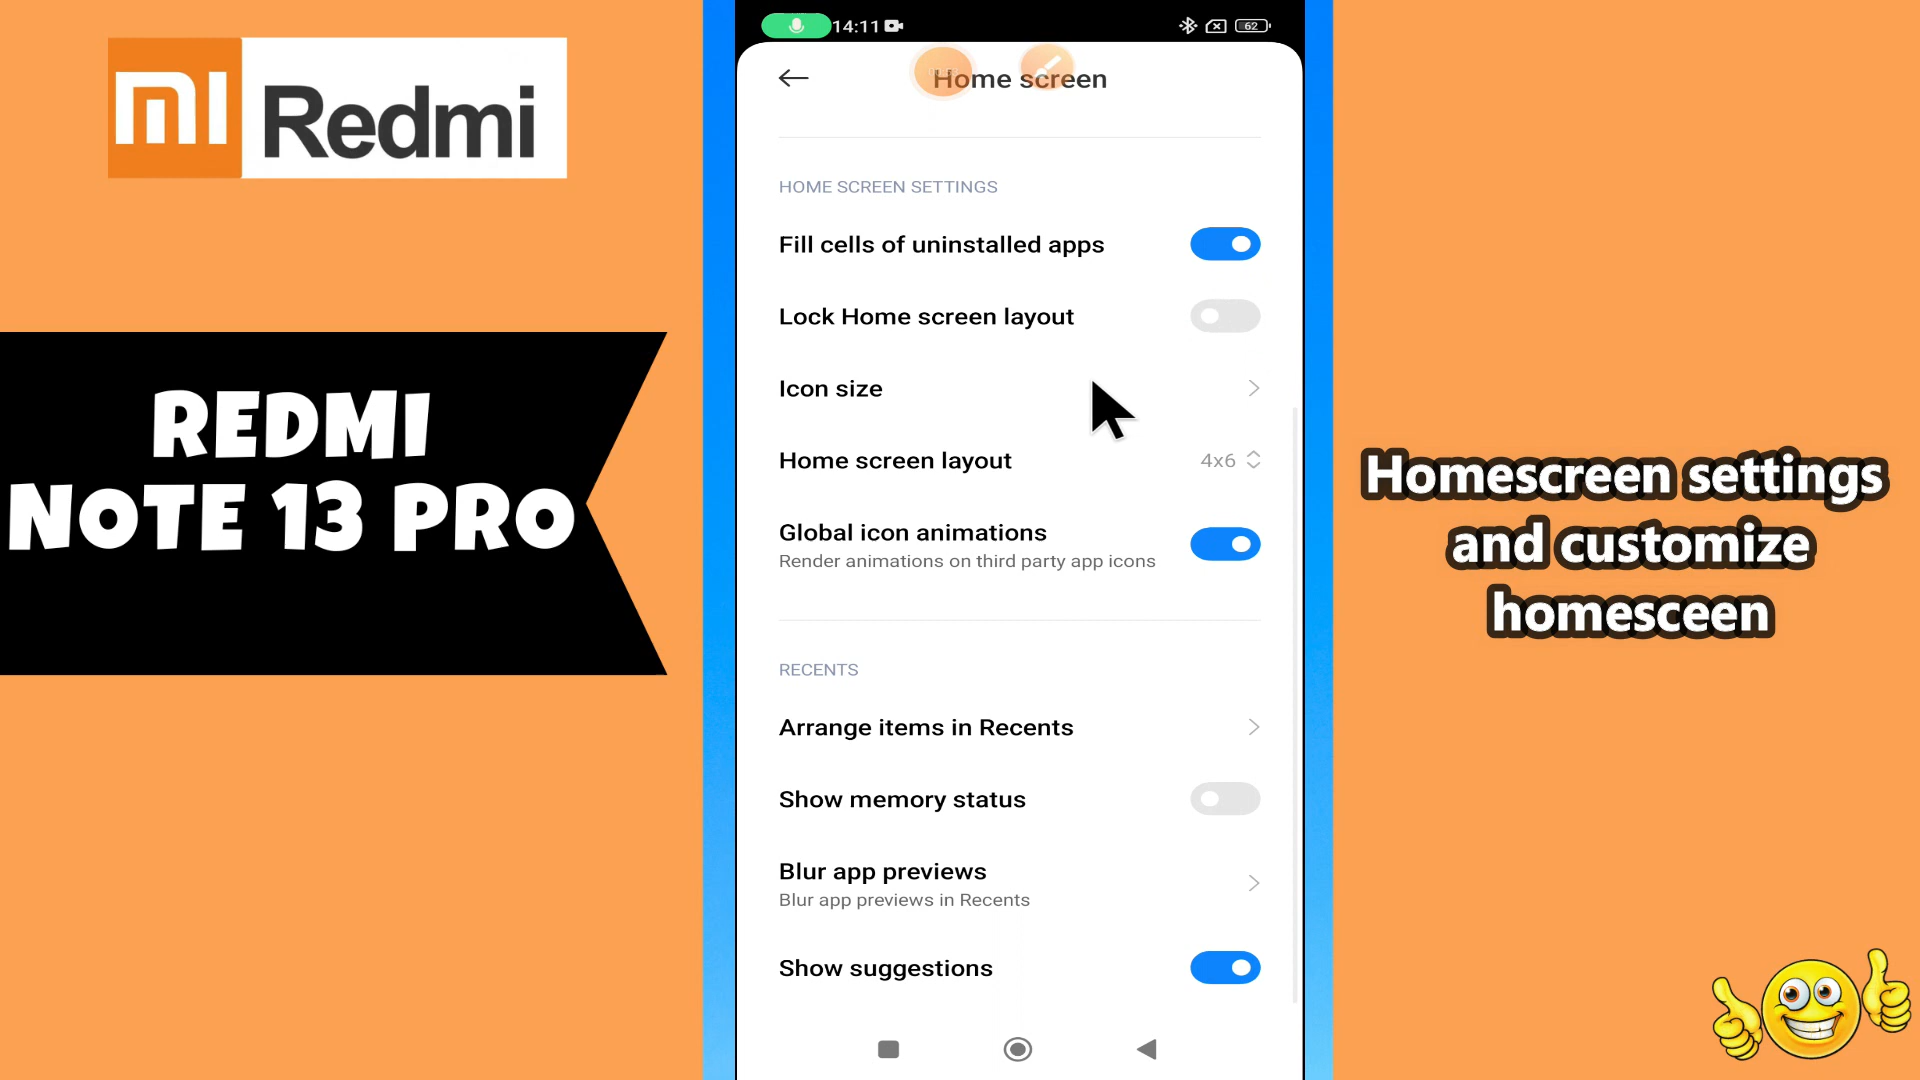 mi Redmi
REDMI
NOTE 13 PRO
14:11
62
Home screen
HOME SCREEN SETTINGS
Fill cells of uninstalled apps
Lock Home screen layout
Icon size
Home screen layout 4x6
Global icon animations
Render animations on third party app icons
RECENTS
Arrange items in Recents
Show memory status
Blur app previews
Blur app previews in Recents
Show suggestions
Homescreen settings
and customize
homesceen